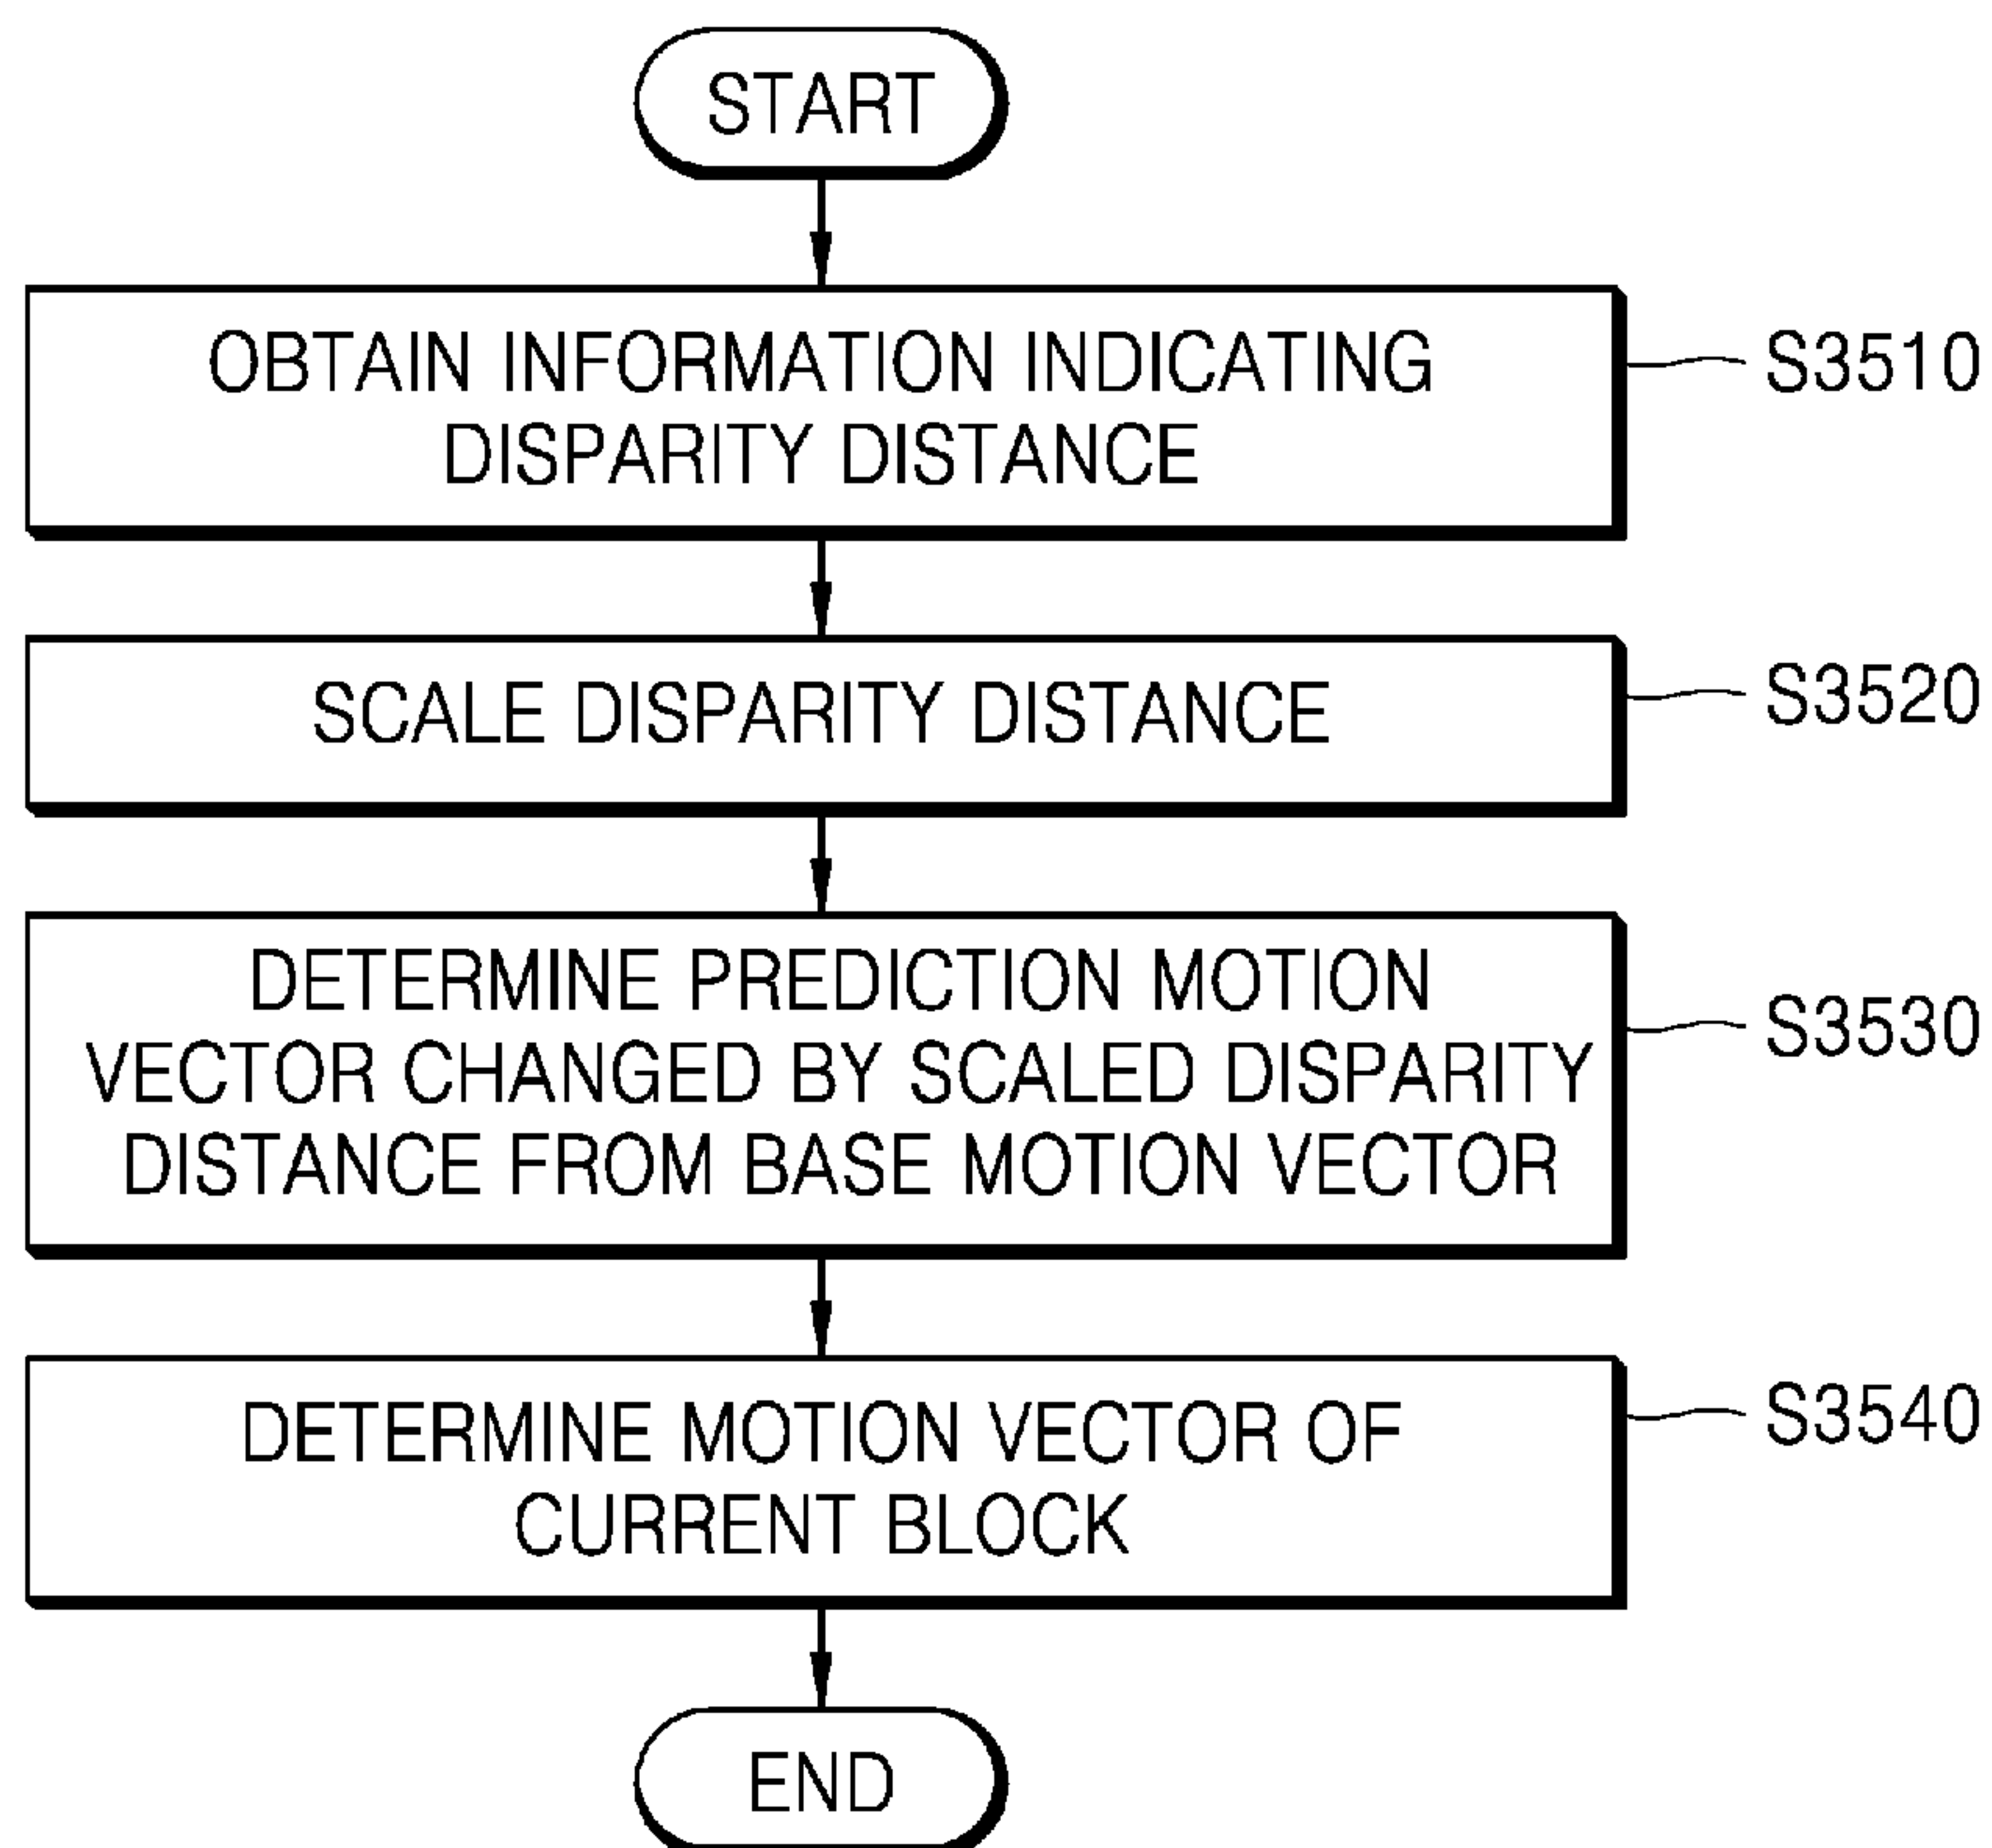 START
OBTAIN INFORMATION INDICATING
DISPARITY DISTANCE
S3510
SCALE DISPARITY DISTANCE
S3520
DETERMINE PREDICTION MOTION
VECTOR CHANGED BY SCALED DISPARITY
DISTANCE FROM BASE MOTION VECTOR
S3530
DETERMINE MOTION VECTOR OF
CURRENT BLOCK
S3540
END